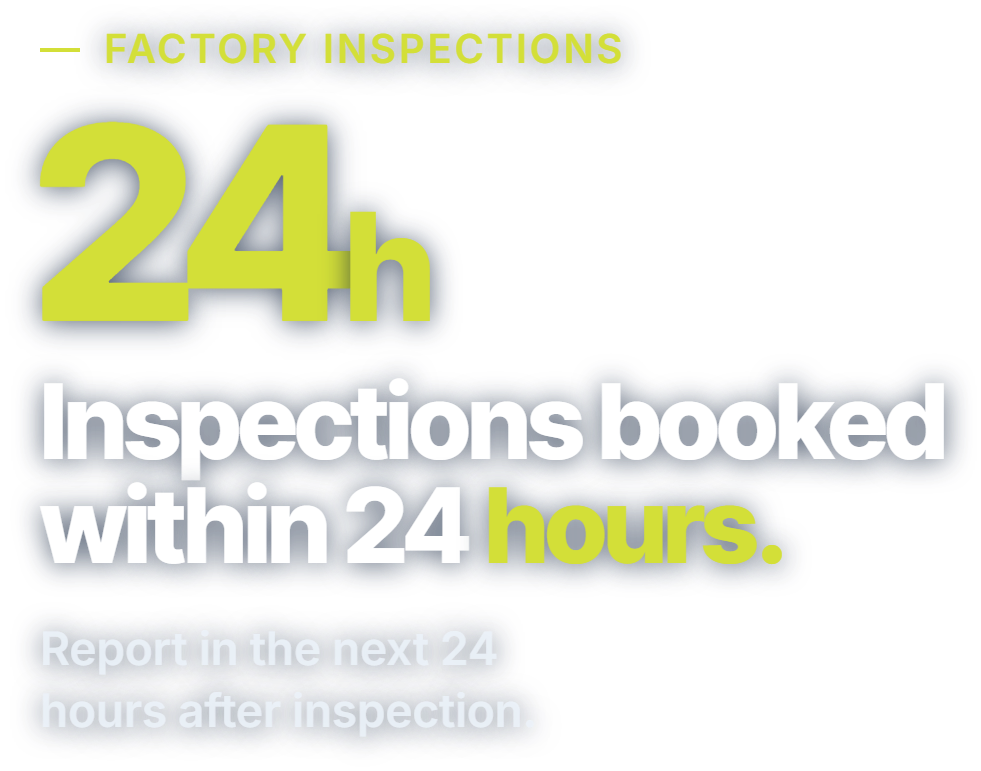 — FACTORY INSPECTIONS
24h
Inspections booked
within 24 hours.
Report in the next 24
hours after inspection.